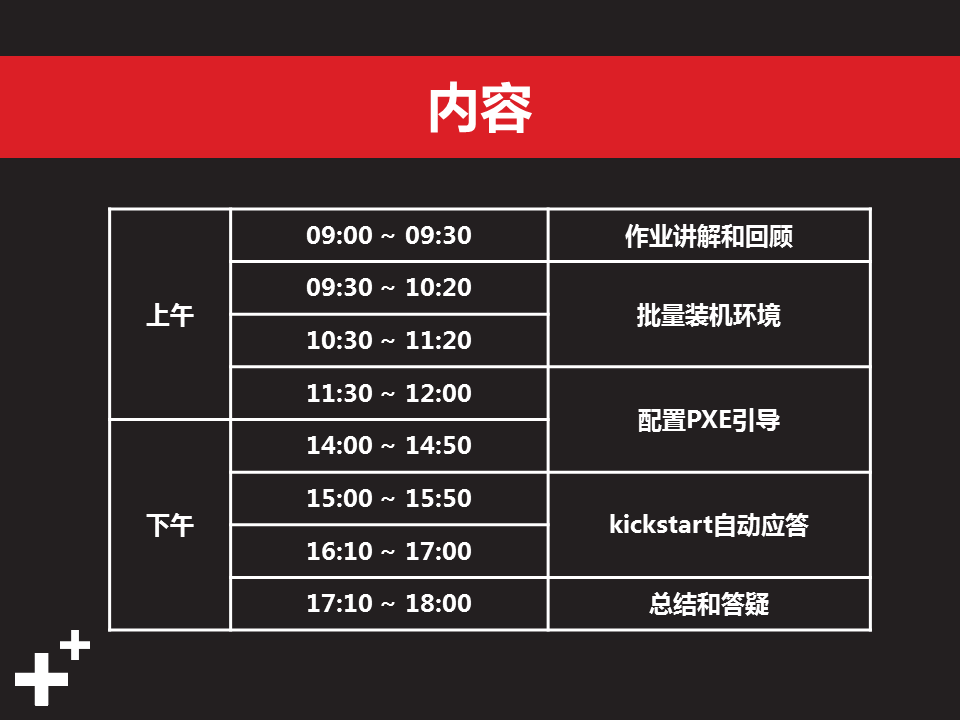 内容
上午
09:00 ~ 09:30
作业讲解和回顾
09:30 ~ 10:20
批量装机环境
10:30 ~ 11:20
11:30 ~ 12:00
配置PXE引导
下午
14:00 ~ 14:50
15:00 ~ 15:50
kickstart自动应答
16:10 ~ 17:00
17:10 ~ 18:00
总结和答疑